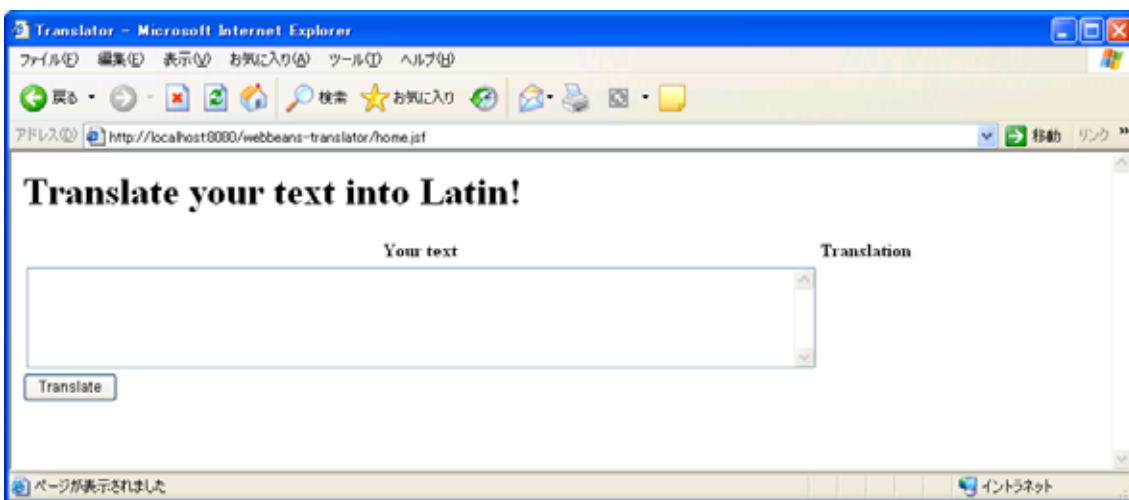 Translator - Microsoft Internet Explorer
ファイル(F) 編集(E) 表示(V) お気に入り(A) ツール(T) ヘルプ(H)
戻る 検索 お気に入り
アドレス(D) http://localhost:8080/webbeans-translator/home.jsf 移動 リンク »
Translate your text into Latin!
Your text Translation
Translate
ページが表示されました イントラネット